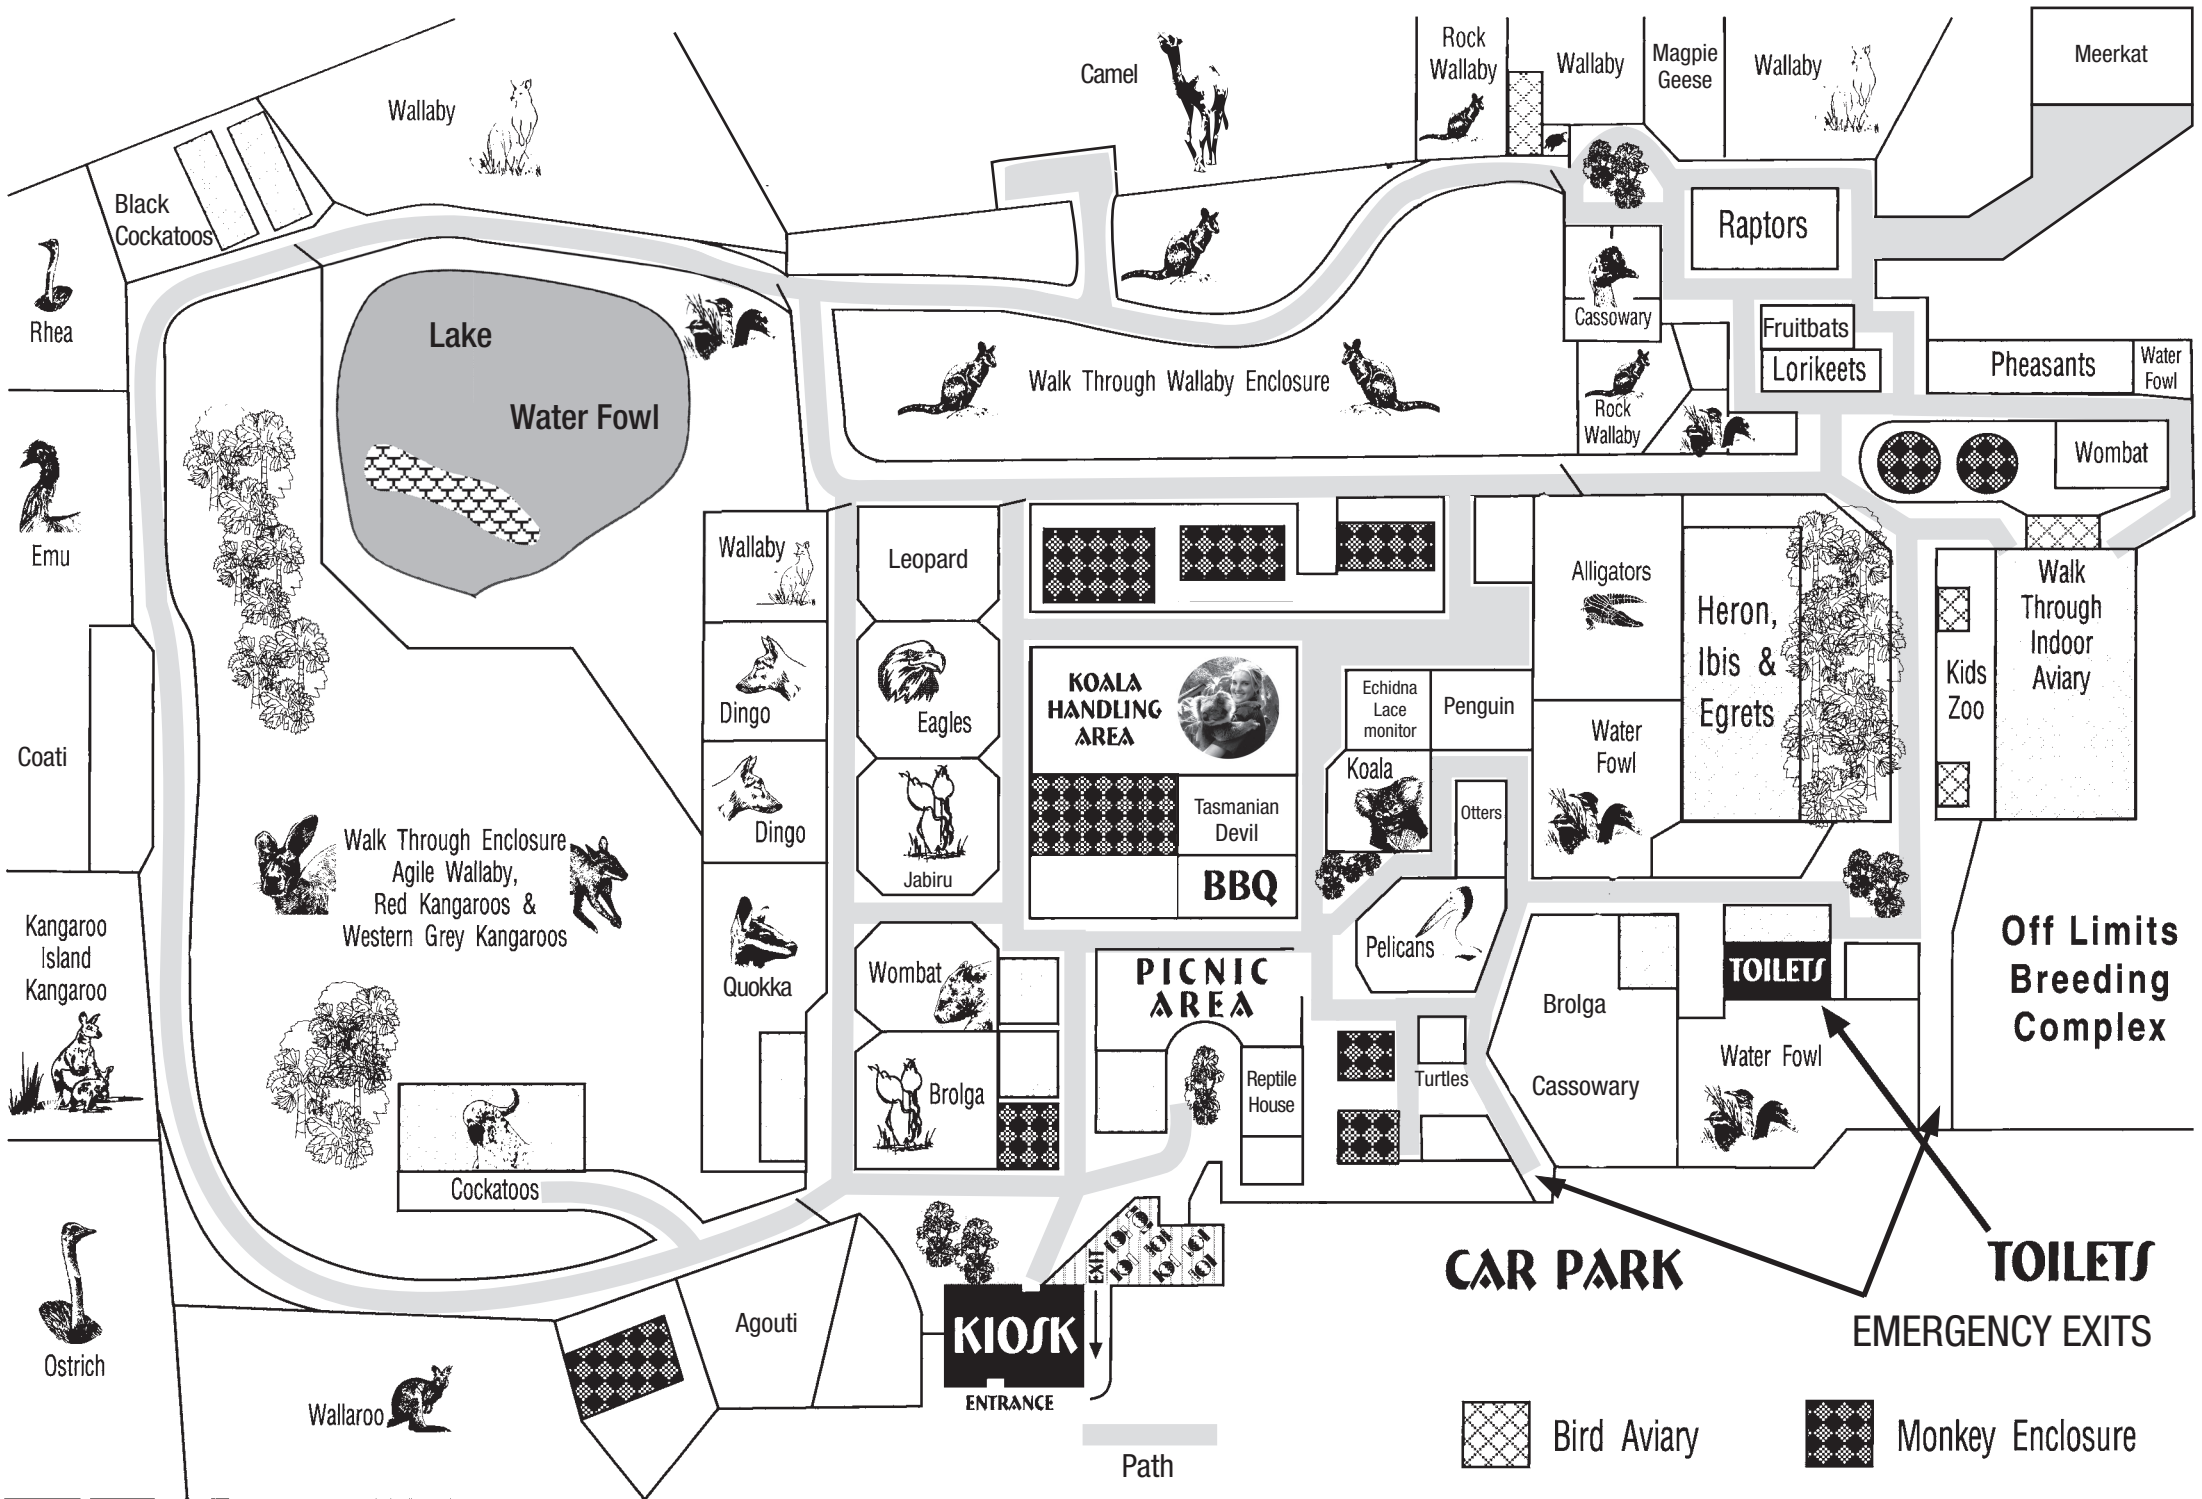 Wallaby
Camel
Rock
Wallaby
Wallaby
Magpie
Geese
Wallaby
Meerkat
Black
Cockatoos
Raptors
Rhea
Lake
Water Fowl
Cassowary
Fruitbats
Lorikeets
Pheasants
Water
Fowl
Walk Through Wallaby Enclosure
Rock
Wallaby
Wombat
Emu
Wallaby
Leopard
Alligators
Walk
Through
Indoor
Aviary
Heron,
Ibis &
Egrets
Kids
Zoo
Dingo
Eagles
KOALA
HANDLING
AREA
Echidna
Lace
monitor
Penguin
Water
Fowl
Coati
Koala
Dingo
Tasmanian
Devil
Otters
Walk Through Enclosure
Agile Wallaby,
Red Kangaroos &
Western Grey Kangaroos
Jabiru
BBQ
Kangaroo
Island
Kangaroo
Quokka
Wombat
PICNIC
AREA
Pelicans
TOILETS
Off Limits
Breeding
Complex
Brolga
Water Fowl
Brolga
Reptile
House
Turtles
Cassowary
Cockatoos
EXIT
CAR PARK
TOILETS
EMERGENCY EXITS
Agouti
KIOSK
ENTRANCE
Ostrich
Wallaroo
Path
Bird Aviary
Monkey Enclosure